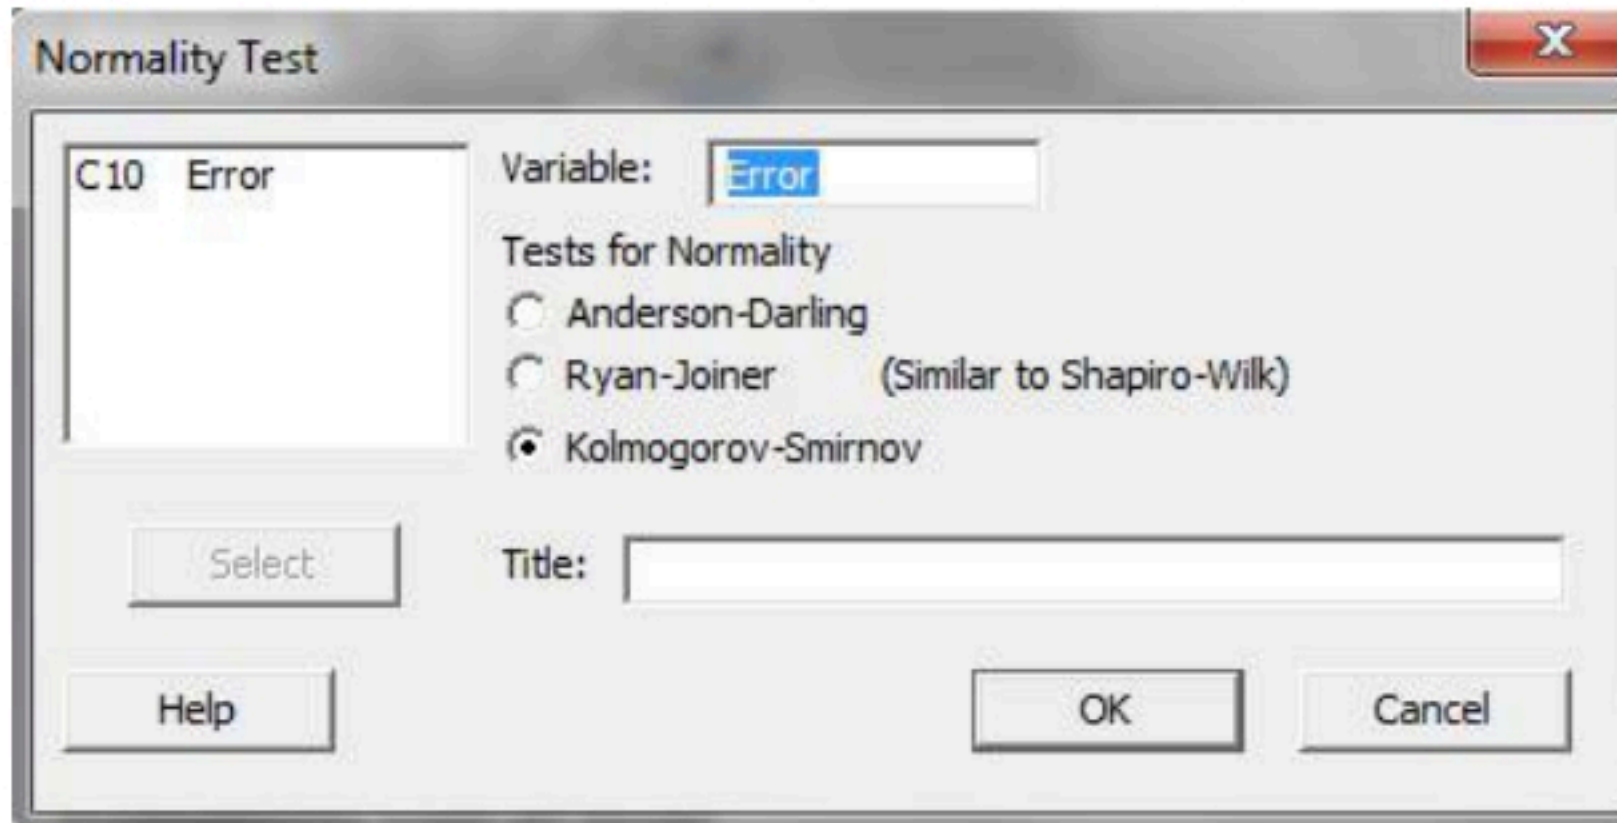 Normality Test
C10 Error
Variable: Error
Tests for Normality
Anderson-Darling
Ryan-Joiner (Similar to Shapiro-Wilk)
Kolmogorov-Smirnov
Select
Title:
Help
OK
Cancel